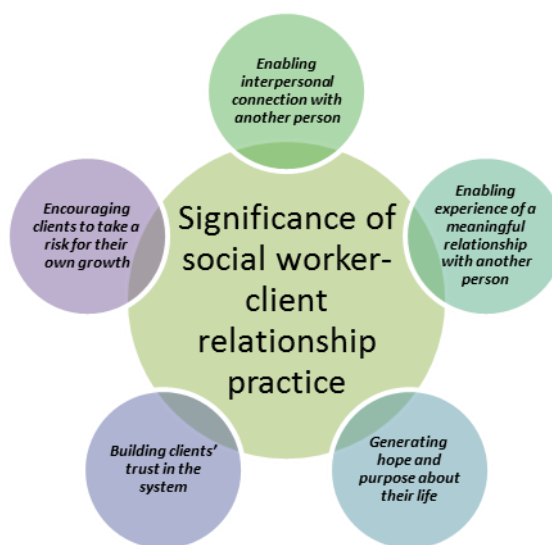 Enabling
interpersonal
connection with
another person
Encouraging
clients to take a
risk for their
own growth
Significance of
social worker-
client
relationship
practice
Enabling
experience of a
meaningful
relationship
with another
person
Building clients’
trust in the
system
Generating
hope and
purpose about
their life